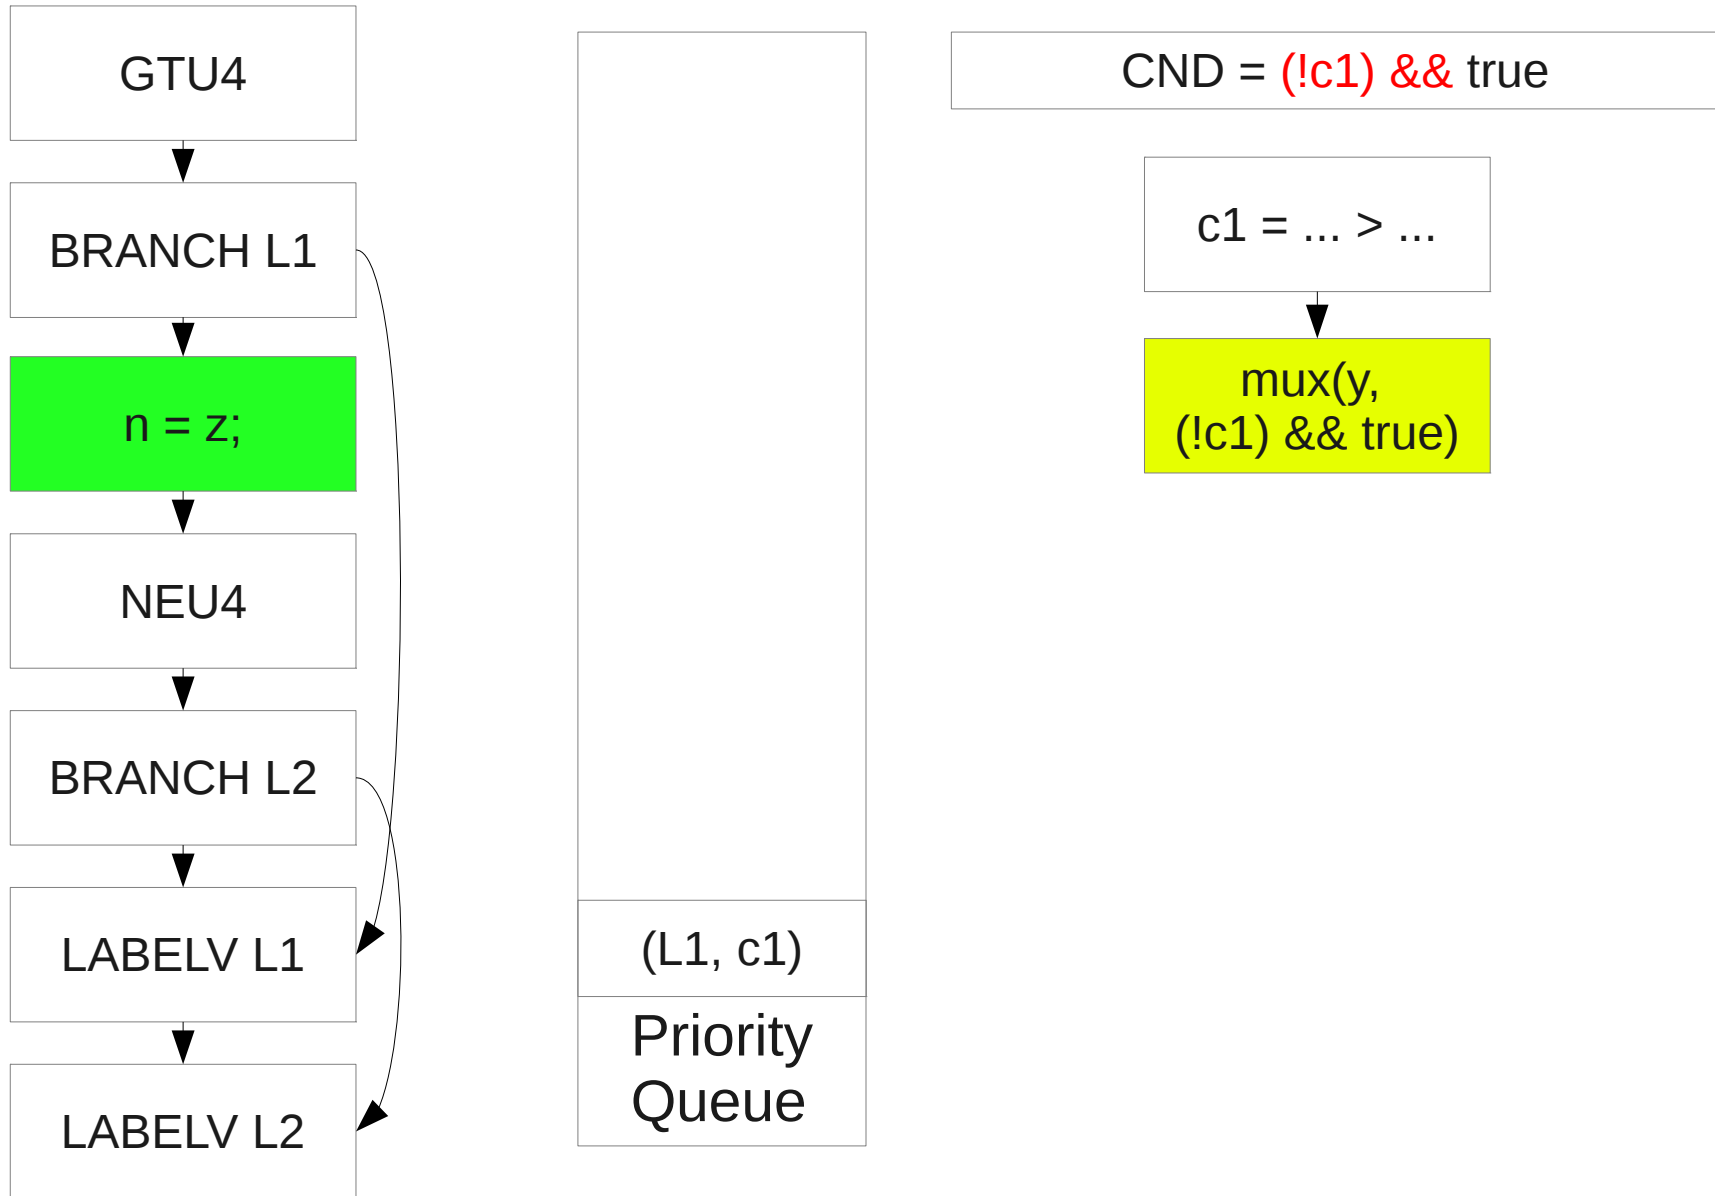 GTU4
BRANCH L1
n = z;
NEU4
BRANCH L2
LABELV L1
LABELV L2
(L1, c1)
Priority
Queue
CND = (!c1) && true
c1 = ... > ...
mux(y,
(!c1) && true)